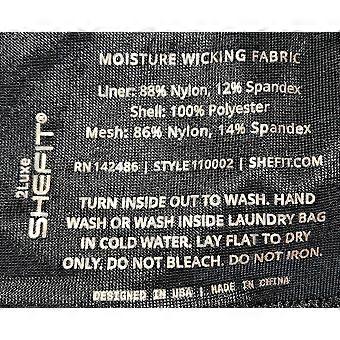 MOISTURE WICKING FABRIC
Liner: 88% Nylon, 12% Spandex
Shell: 100% Polyester
Mesh: 86% Nylon, 14% Spandex
RN 142486 | STYLE 110002 | SHEFIT.COM
TURN INSIDE OUT TO WASH. HAND
WASH OR WASH INSIDE LAUNDRY BAG
IN COLD WATER. LAY FLAT TO DRY
ONLY. DO NOT BLEACH. DO NOT IRON.
DESIGNED IN USA | MADE IN CHINA
2Luxe
SHEFIT®